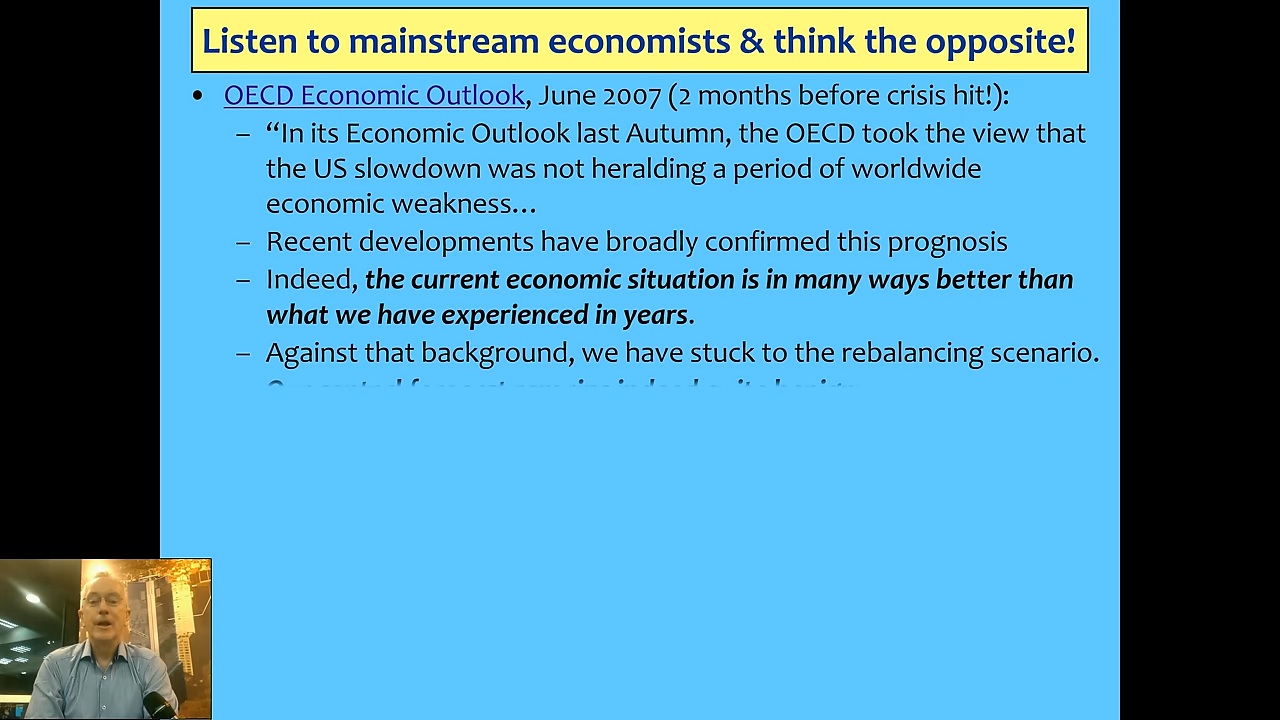 Listen to mainstream economists & think the opposite!
• OECD Economic Outlook, June 2007 (2 months before crisis hit!):
– “In its Economic Outlook last Autumn, the OECD took the view that
the US slowdown was not heralding a period of worldwide
economic weakness…
– Recent developments have broadly confirmed this prognosis
– Indeed, the current economic situation is in many ways better than
what we have experienced in years.
– Against that background, we have stuck to the rebalancing scenario.